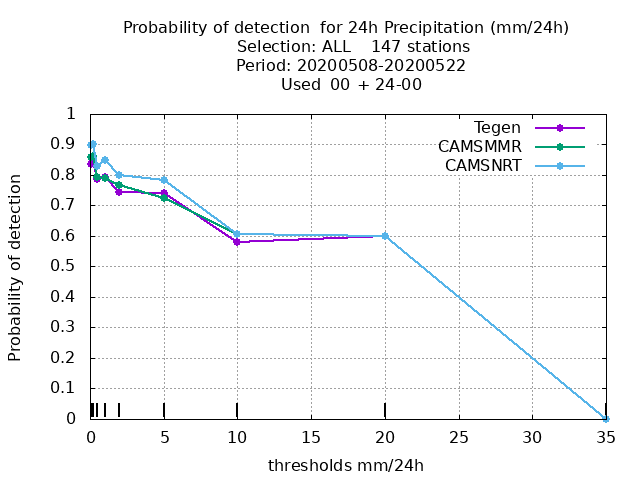 Probability of detection  for 24h Precipitation (mm/24h)
Selection: ALL    147 stations
Period: 20200508-20200522
Used  00 + 24-00
Tegen
CAMSMMR
CAMSNRT
Probability of detection
1
0.9
0.8
0.7
0.6
0.5
0.4
0.3
0.2
0.1
0
0 5 10 15 20 25 30 35
thresholds mm/24h